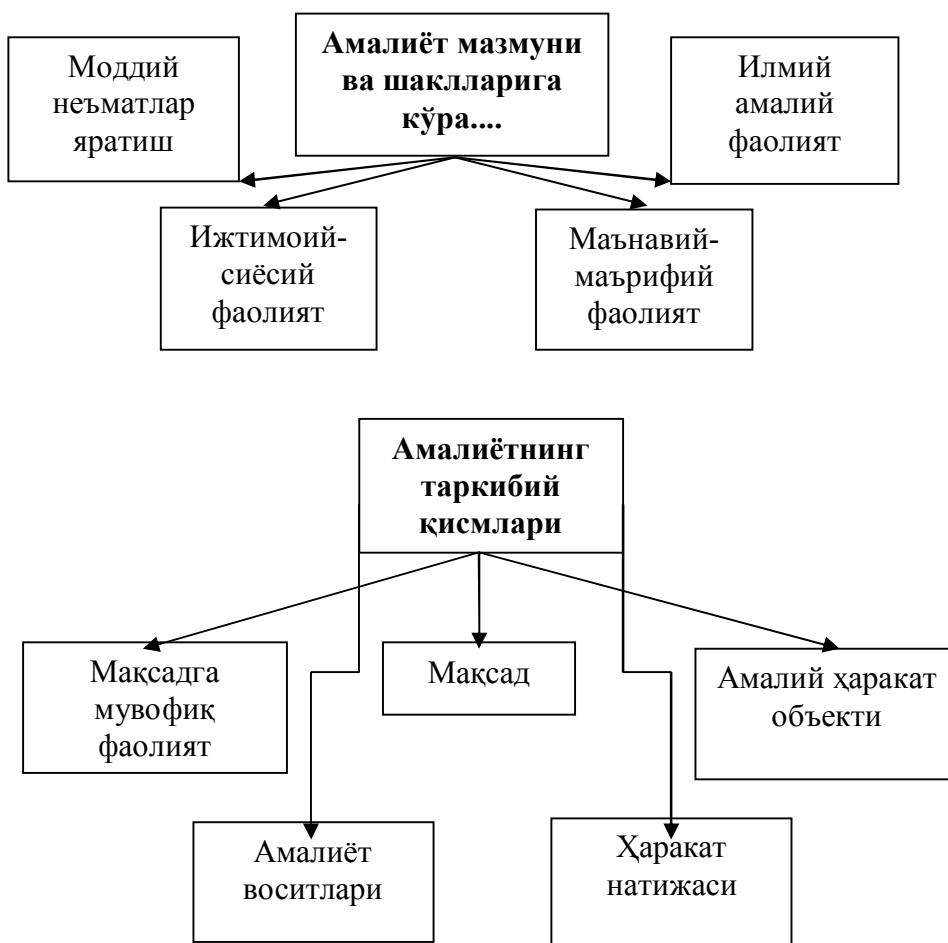 Моддий
неъматлар
яратиш
Амалиёт мазмуни
ва шаклларига
кўра....
Илмий
амалий
фаолият
Ижтимоий-
сиёсий
фаолият
Маънавий-
маърифий
фаолият
Амалиётнинг
таркибий
қисмлари
Мақсадга
мувофиқ
фаолият
Мақсад
Амалий ҳаракат
объекти
Амалиёт
воситлари
Ҳаракат
натижаси